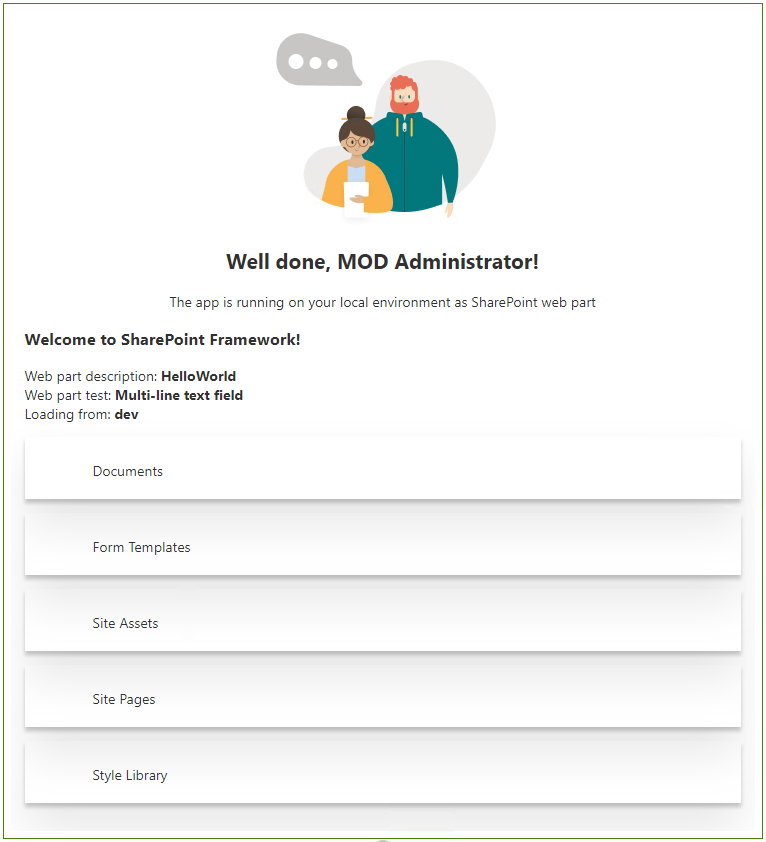 Well done, MOD Administrator!
The app is running on your local environment as SharePoint web part
Welcome to SharePoint Framework!
Web part description: HelloWorld
Web part test: Multi-line text field
Loading from: dev
Documents
Form Templates
Site Assets
Site Pages
Style Library